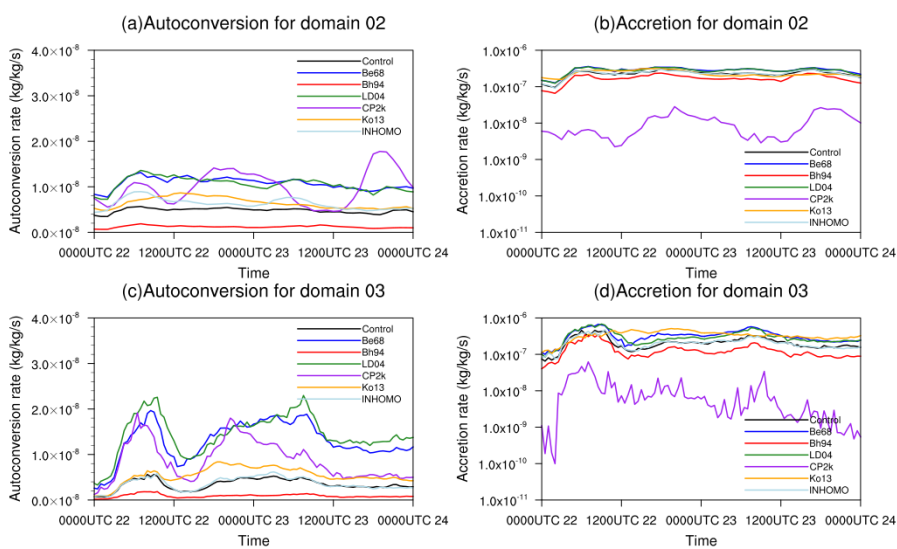 (a)Autoconversion for domain 02
Autoconversion rate (kg/kg/s)
4.0×10⁻⁸
3.0×10⁻⁸
2.0×10⁻⁸
1.0×10⁻⁸
0.0×10⁻⁸
Control
Be68
Bh94
LD04
CP2k
Ko13
INHOMO
0000UTC 22
1200UTC 22
0000UTC 23
1200UTC 23
0000UTC 24
Time
(b)Accretion for domain 02
Accretion rate (kg/kg/s)
1.0×10⁻⁶
1.0×10⁻⁷
1.0×10⁻⁸
1.0×10⁻⁹
1.0×10⁻¹⁰
1.0×10⁻¹¹
Control
Be68
Bh94
LD04
CP2k
Ko13
INHOMO
0000UTC 22
1200UTC 22
0000UTC 23
1200UTC 23
0000UTC 24
Time
(c)Autoconversion for domain 03
Autoconversion rate (kg/kg/s)
4.0×10⁻⁸
3.0×10⁻⁸
2.0×10⁻⁸
1.0×10⁻⁸
0.0×10⁻⁸
Control
Be68
Bh94
LD04
CP2k
Ko13
INHOMO
0000UTC 22
1200UTC 22
0000UTC 23
1200UTC 23
0000UTC 24
Time
(d)Accretion for domain 03
Accretion rate (kg/kg/s)
1.0×10⁻⁶
1.0×10⁻⁷
1.0×10⁻⁸
1.0×10⁻⁹
1.0×10⁻¹⁰
1.0×10⁻¹¹
Control
Be68
Bh94
LD04
CP2k
Ko13
INHOMO
0000UTC 22
1200UTC 22
0000UTC 23
1200UTC 23
0000UTC 24
Time